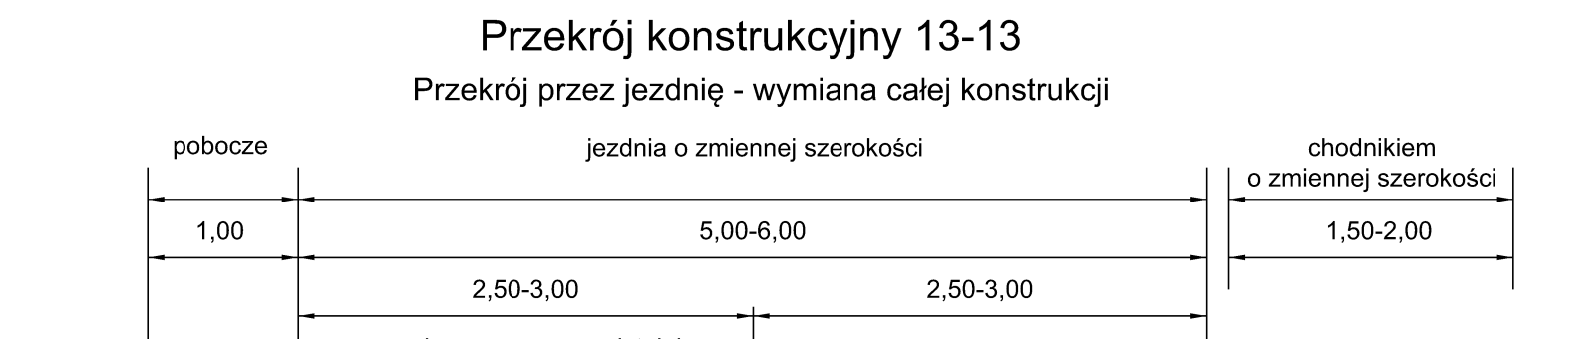 Przekrój konstrukcyjny 13-13
Przekrój przez jezdnię - wymiana całej konstrukcji
pobocze
jezdnia o zmiennej szerokości
chodnikiem
o zmiennej szerokości
1,00
5,00-6,00
1,50-2,00
2,50-3,00
2,50-3,00